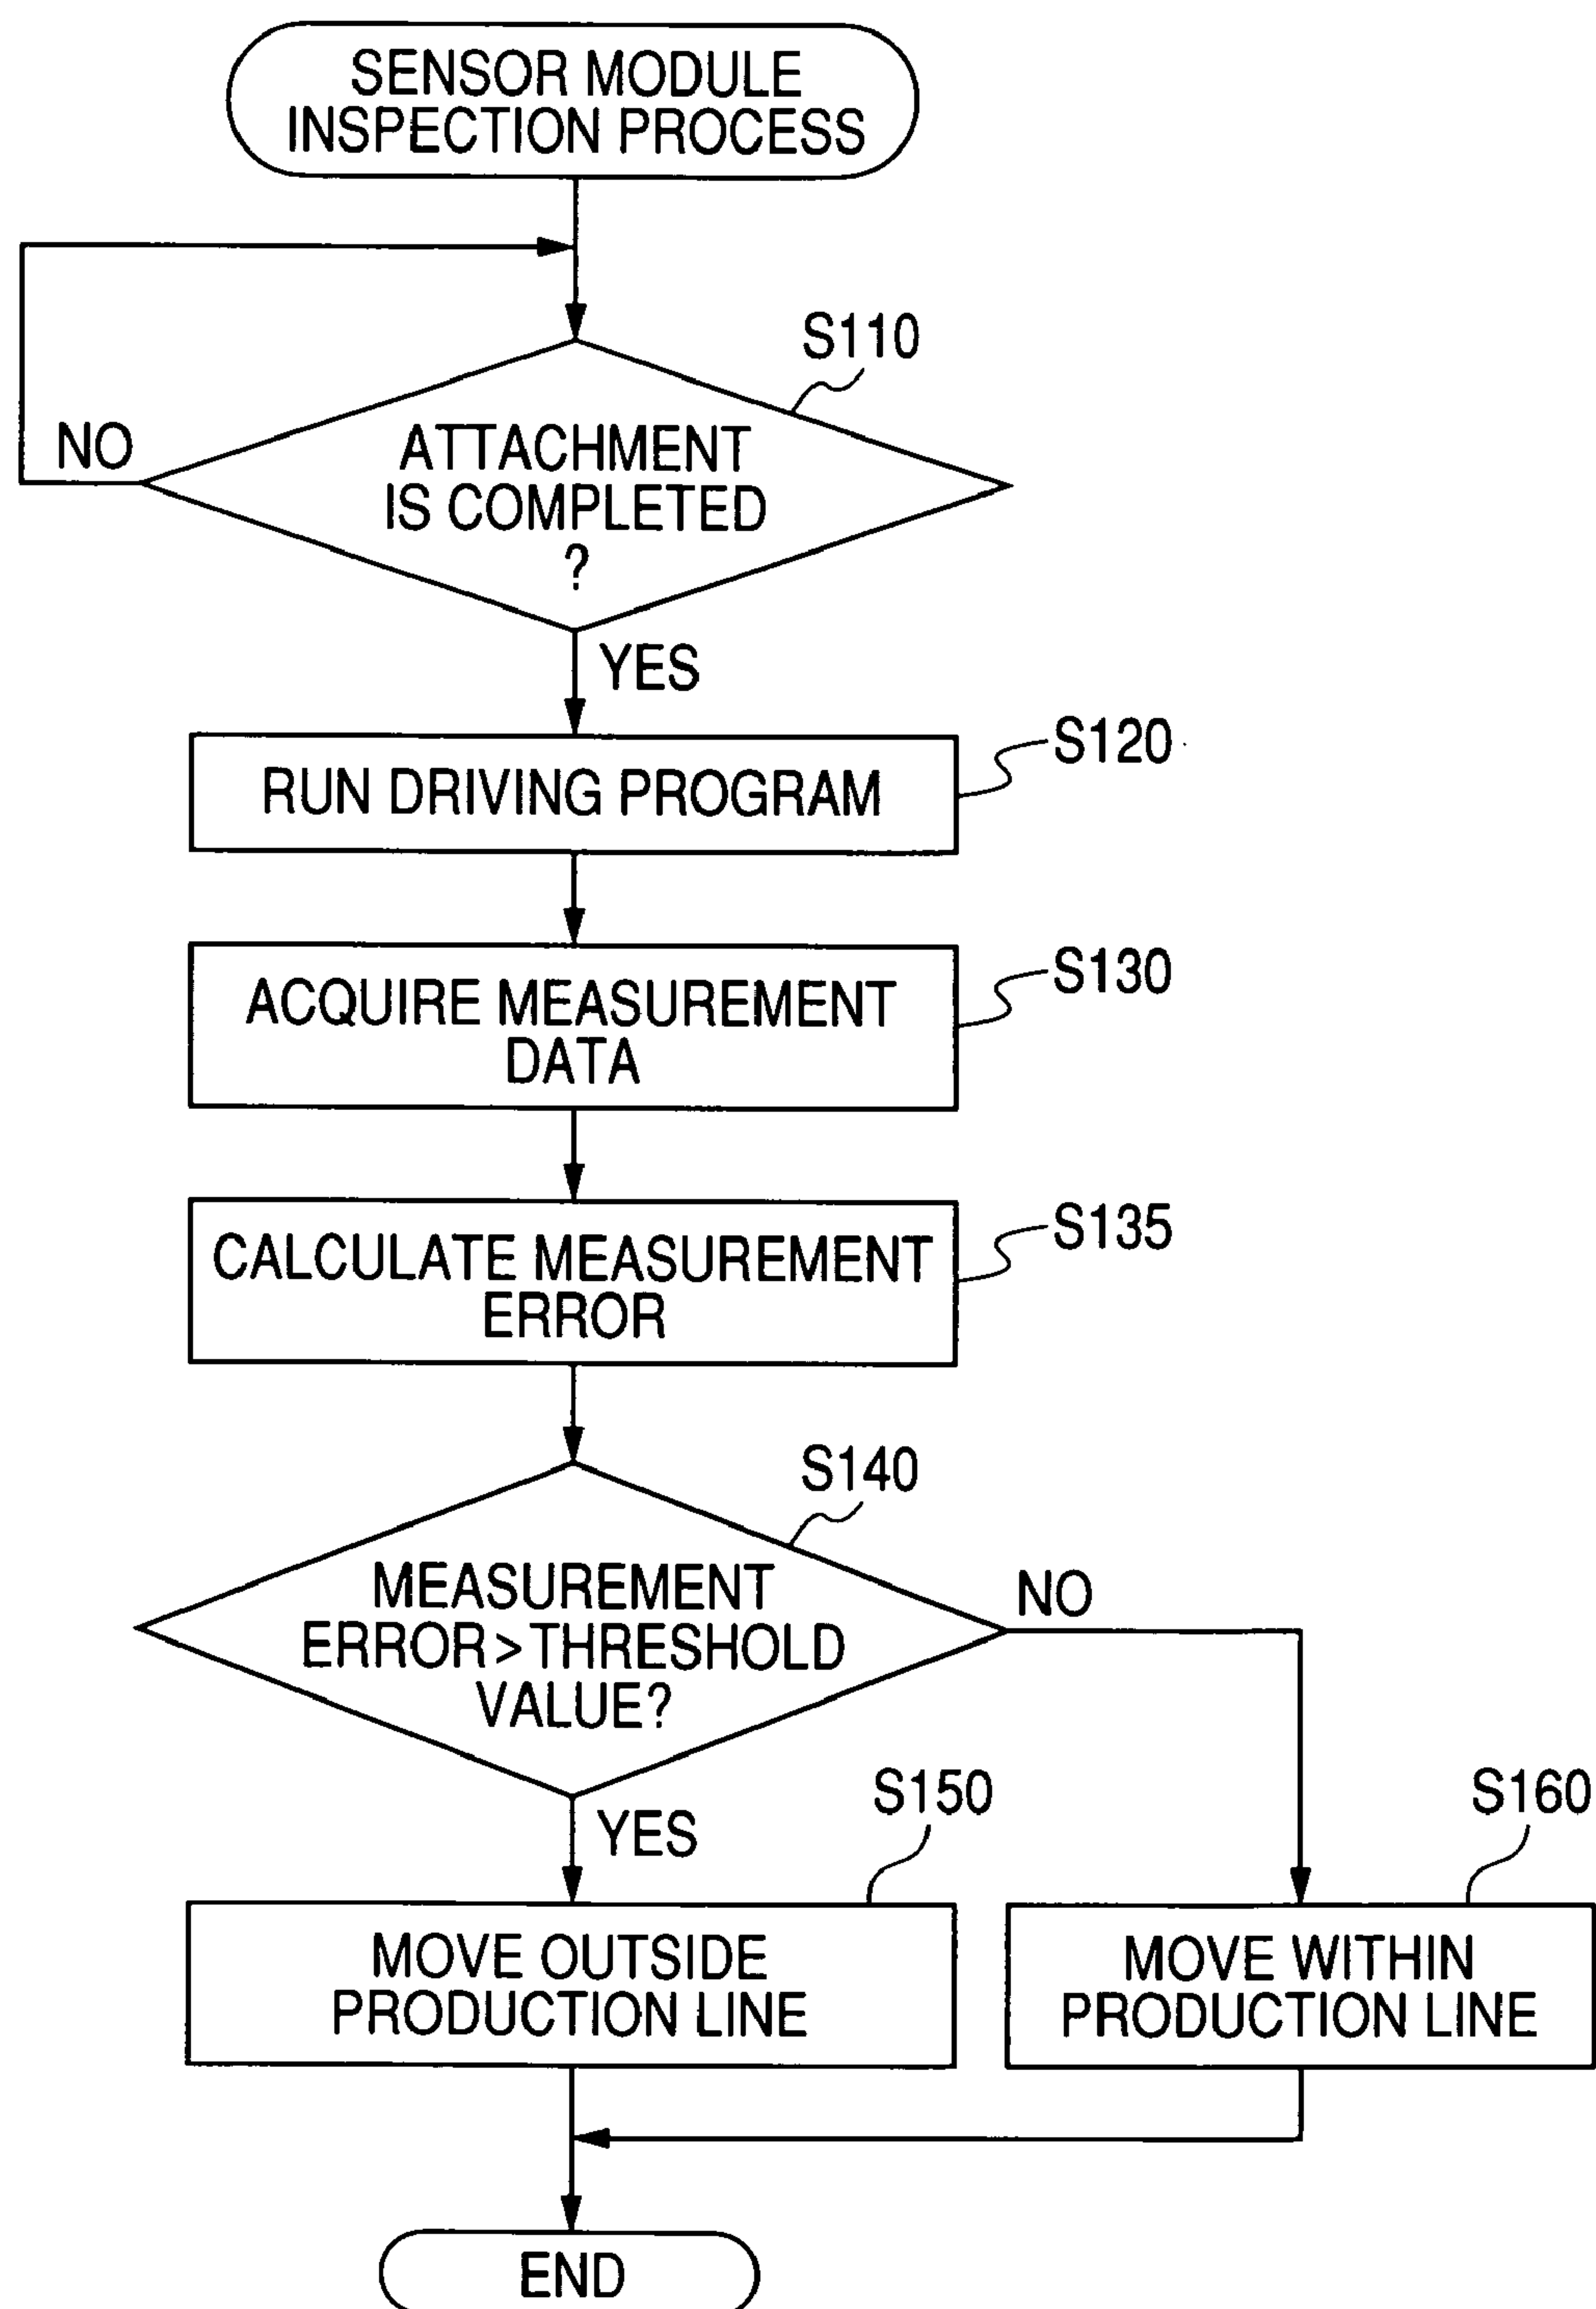 SENSOR MODULE
INSPECTION PROCESS
S110
NO
ATTACHMENT
IS COMPLETED
?
YES
S120
RUN DRIVING PROGRAM
S130
ACQUIRE MEASUREMENT
DATA
S135
CALCULATE MEASUREMENT
ERROR
S140
MEASUREMENT
ERROR>THRESHOLD
VALUE?
NO
YES
S150
S160
MOVE OUTSIDE
PRODUCTION LINE
MOVE WITHIN
PRODUCTION LINE
END